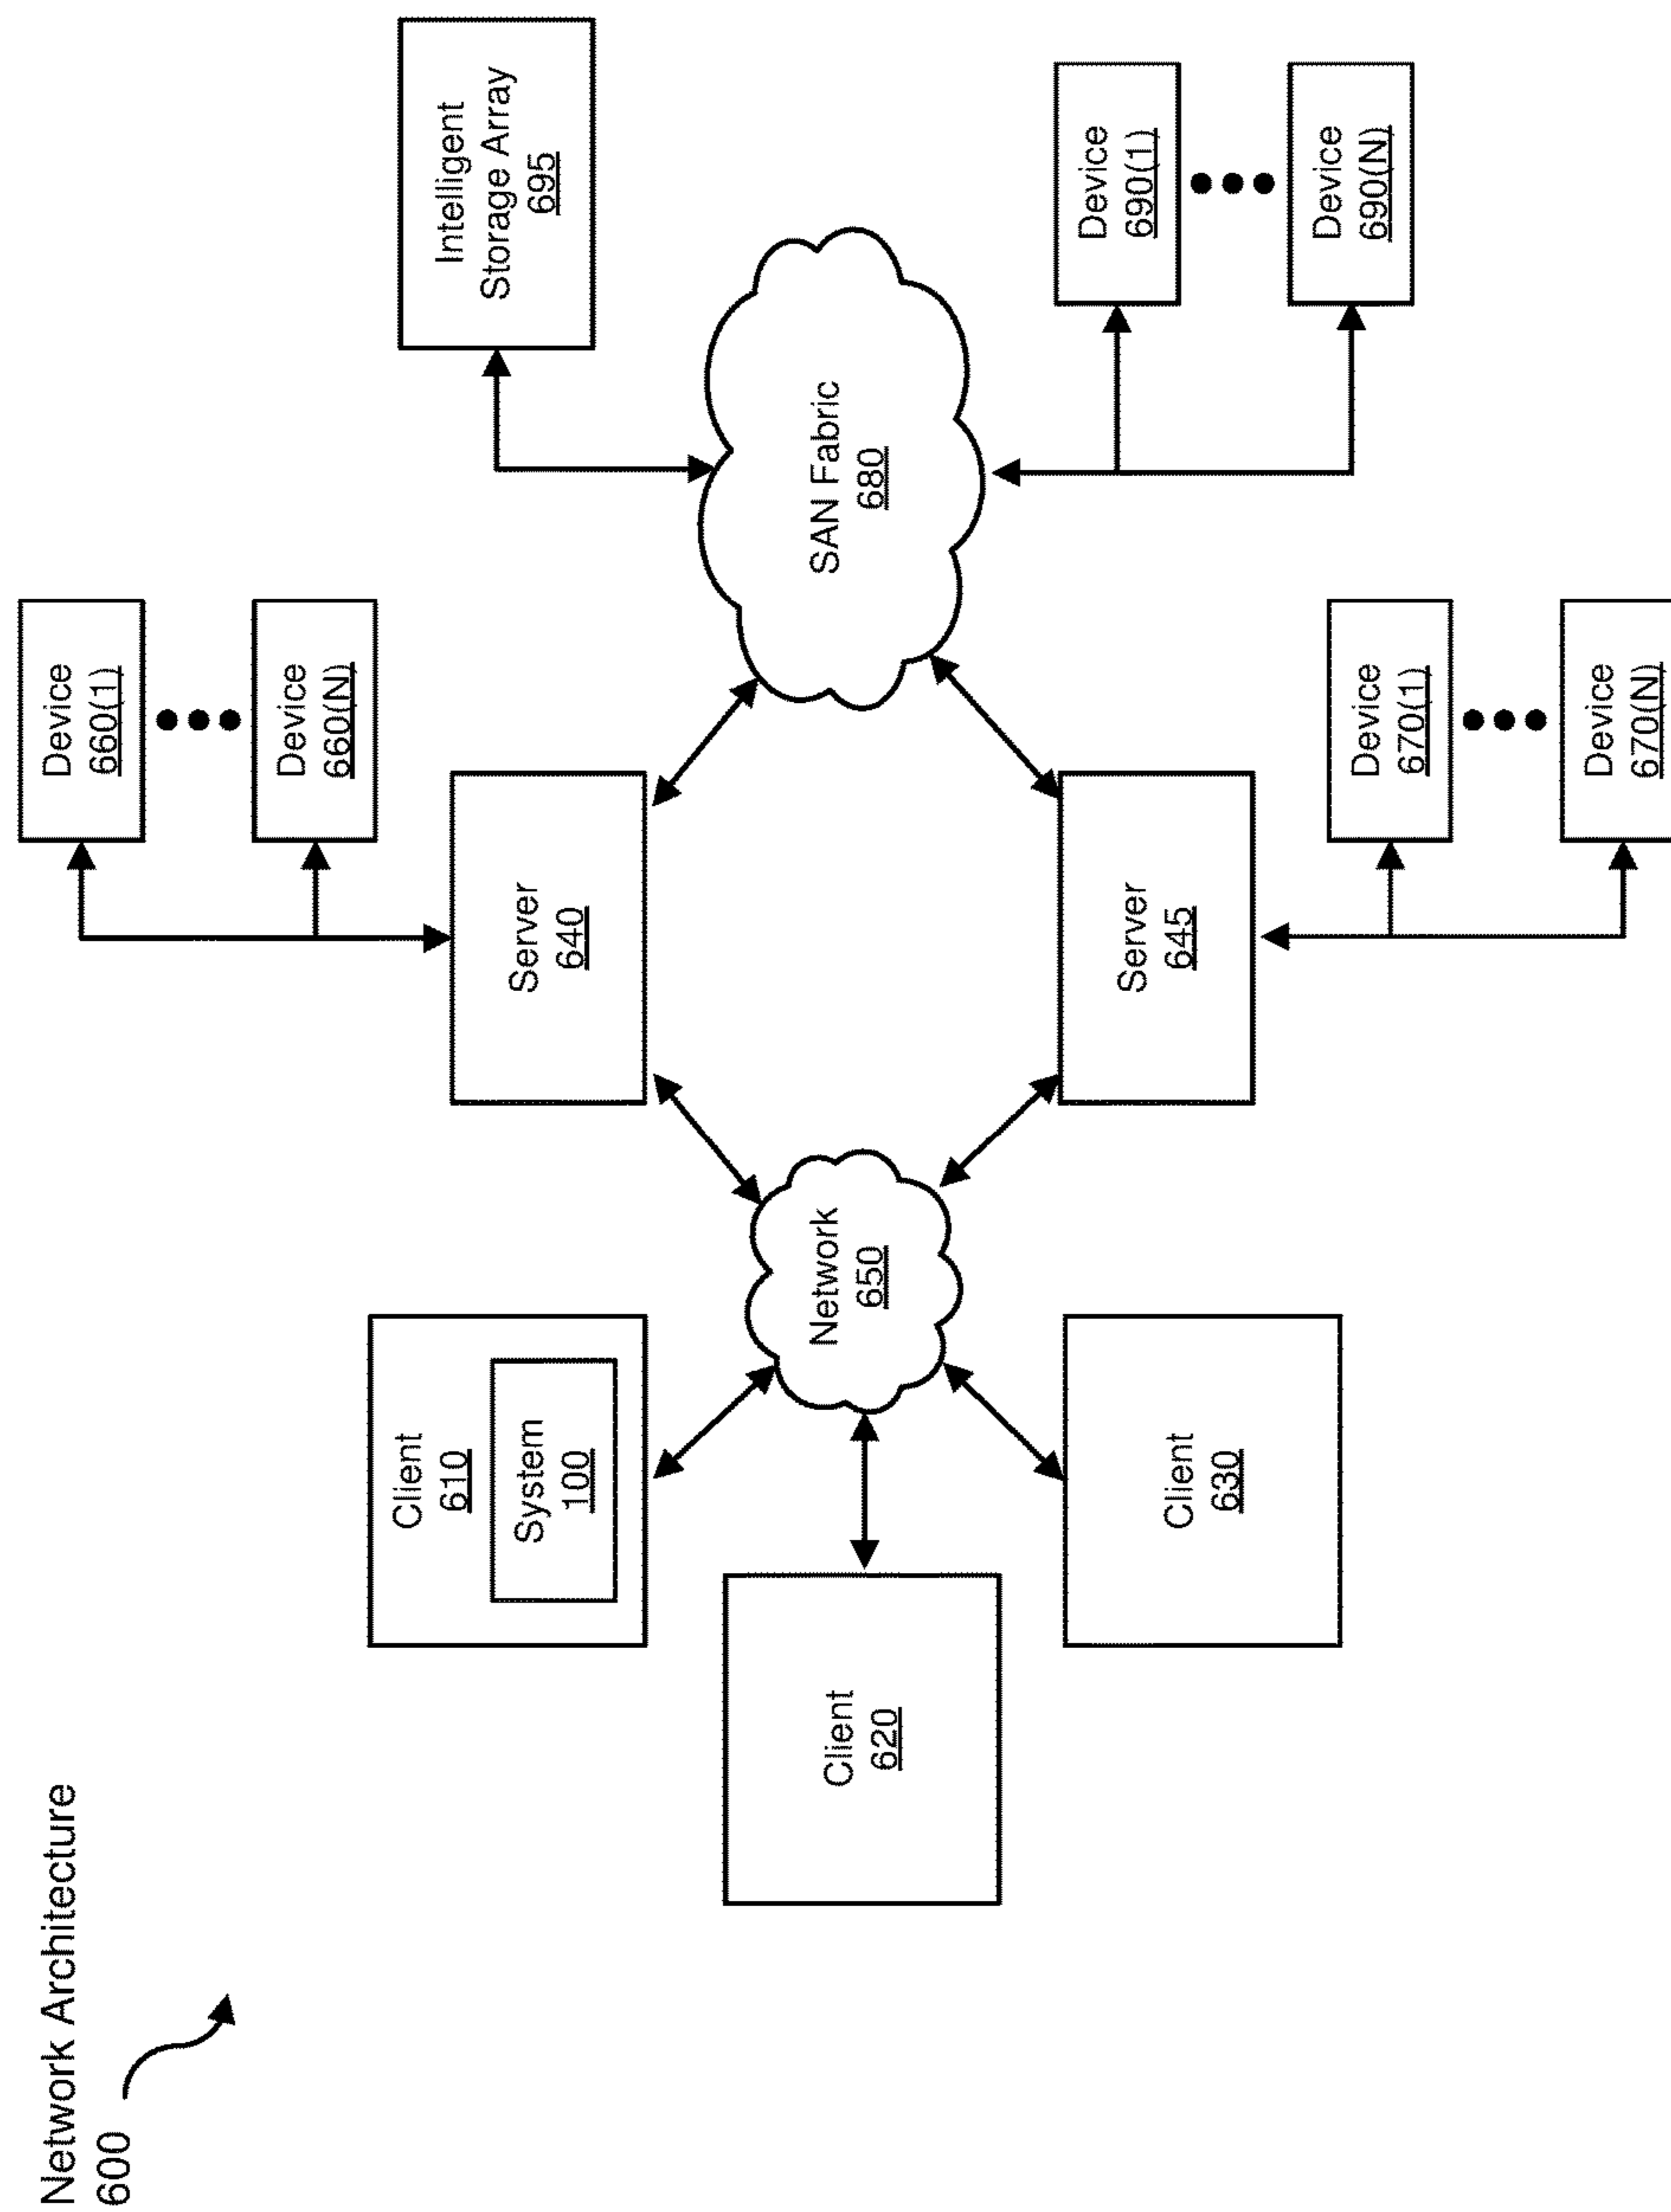 Network Architecture
600
Client
610
System
100
Client
620
Client
630
Network
650
Server
640
Server
645
Device
660(1)
Device
660(N)
Device
670(1)
Device
670(N)
SAN Fabric
680
Intelligent
Storage Array
695
Device
690(1)
Device
690(N)